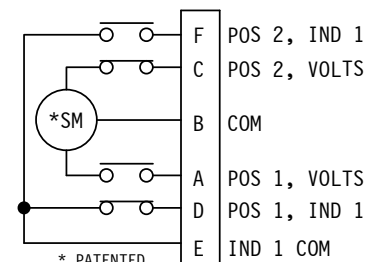 F POS 2, IND 1
C POS 2, VOLTS
*SM B COM
A POS 1, VOLTS
D POS 1, IND 1
E IND 1 COM
* PATENTED